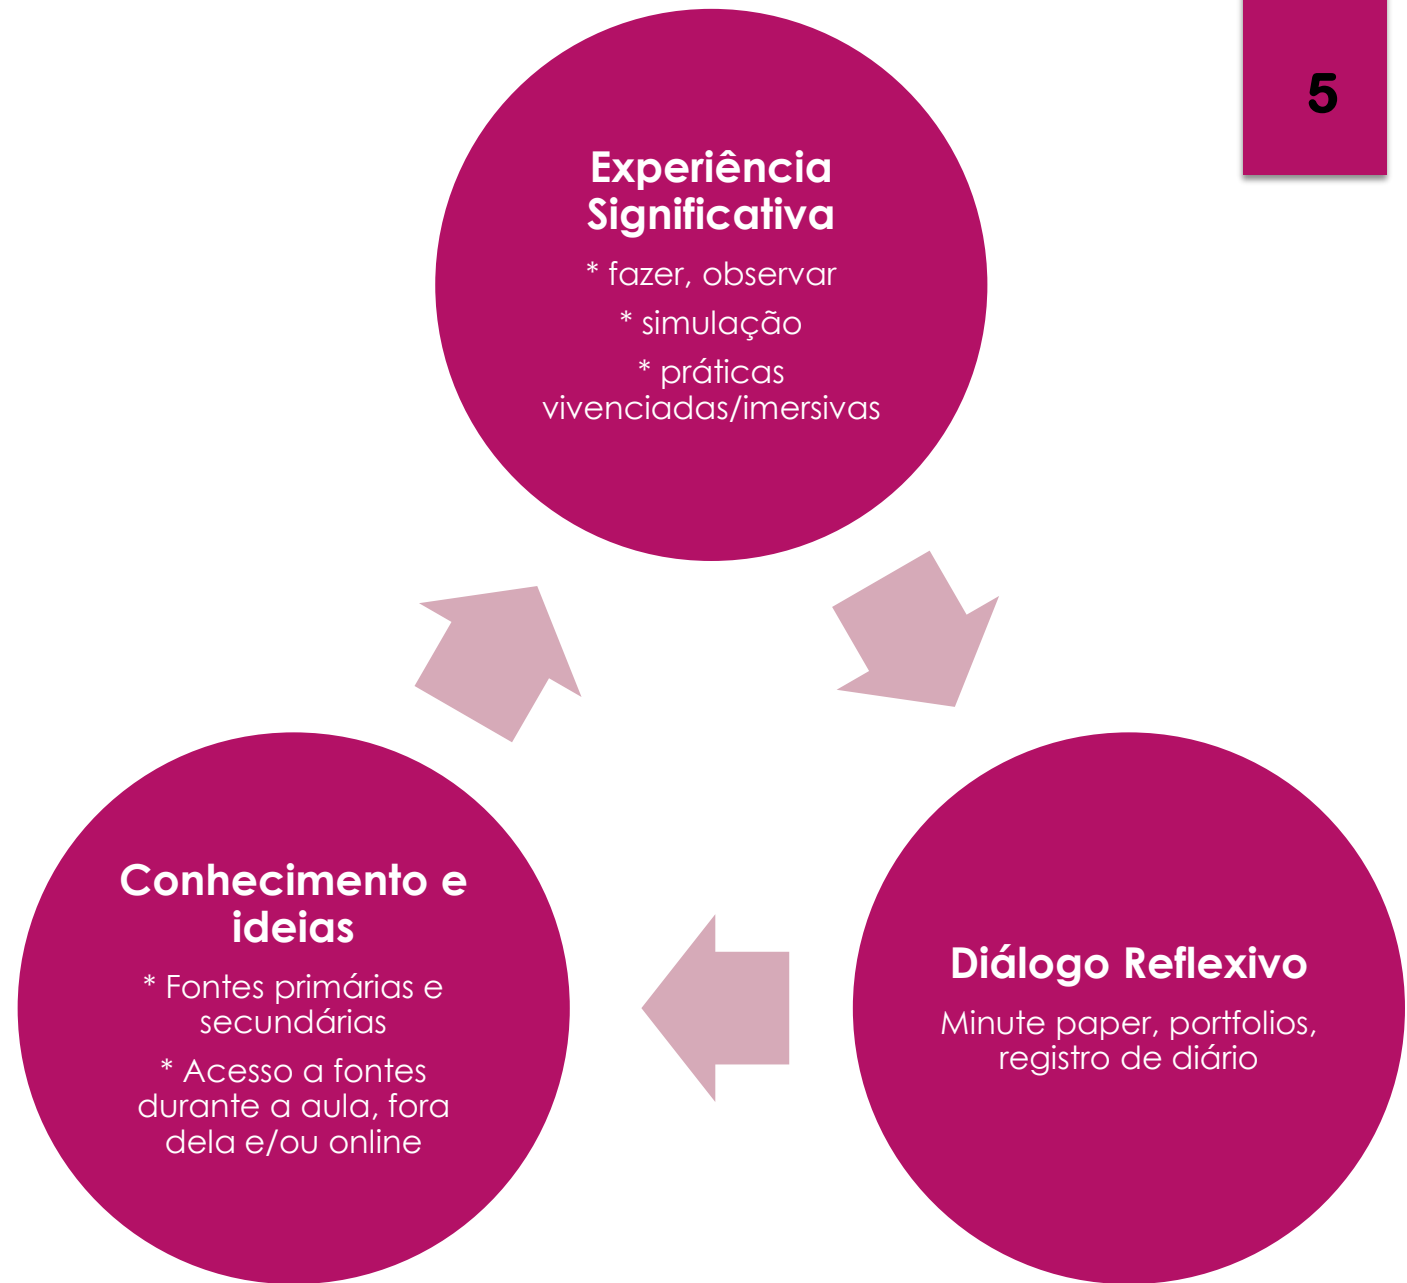 5
Experiência
Significativa
* fazer, observar
* simulação
* práticas
vivenciadas/imersivas
Diálogo Reflexivo
Minute paper, portfolios,
registro de diário
Conhecimento e
ideias
* Fontes primárias e
secundárias
* Acesso a fontes
durante a aula, fora
dela e/ou online